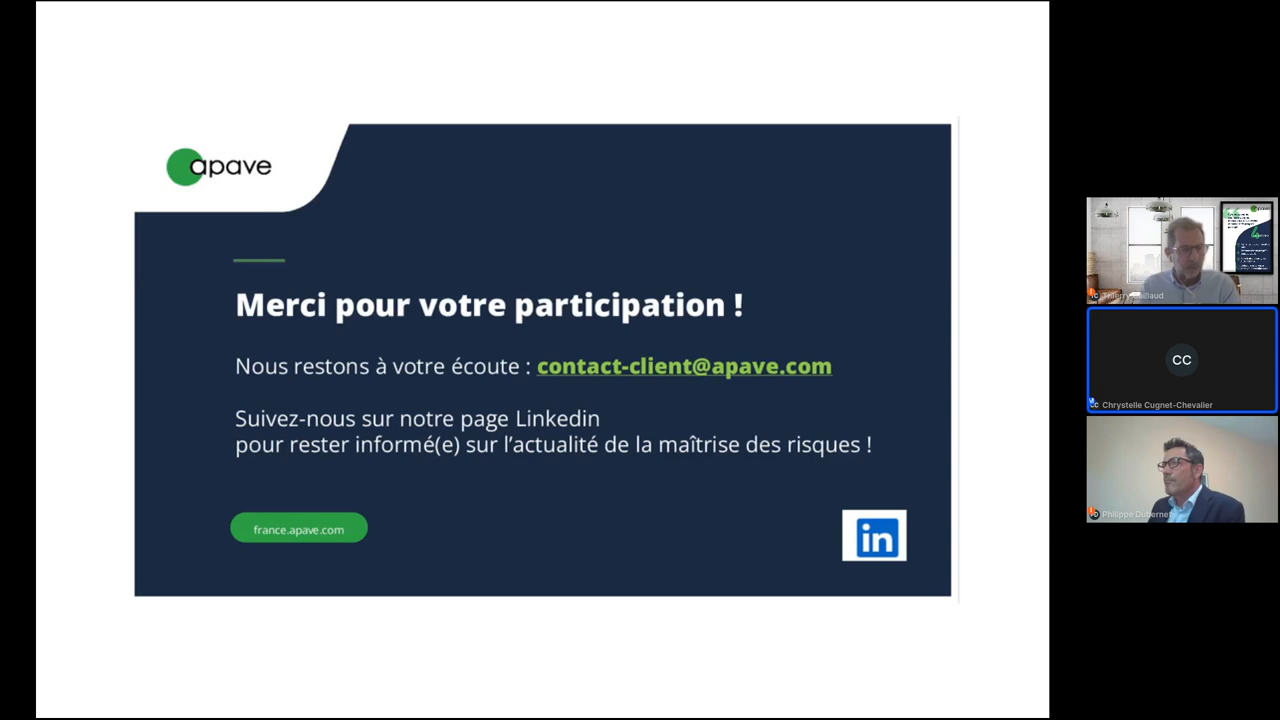 apave
Merci pour votre participation !
Nous restons à votre écoute : contact-client@apave.com
Suivez-nous sur notre page Linkedin
pour rester informé(e) sur l’actualité de la maîtrise des risques !
france.apave.com
in
CC
Chrystelle Cugnet-Chevalier